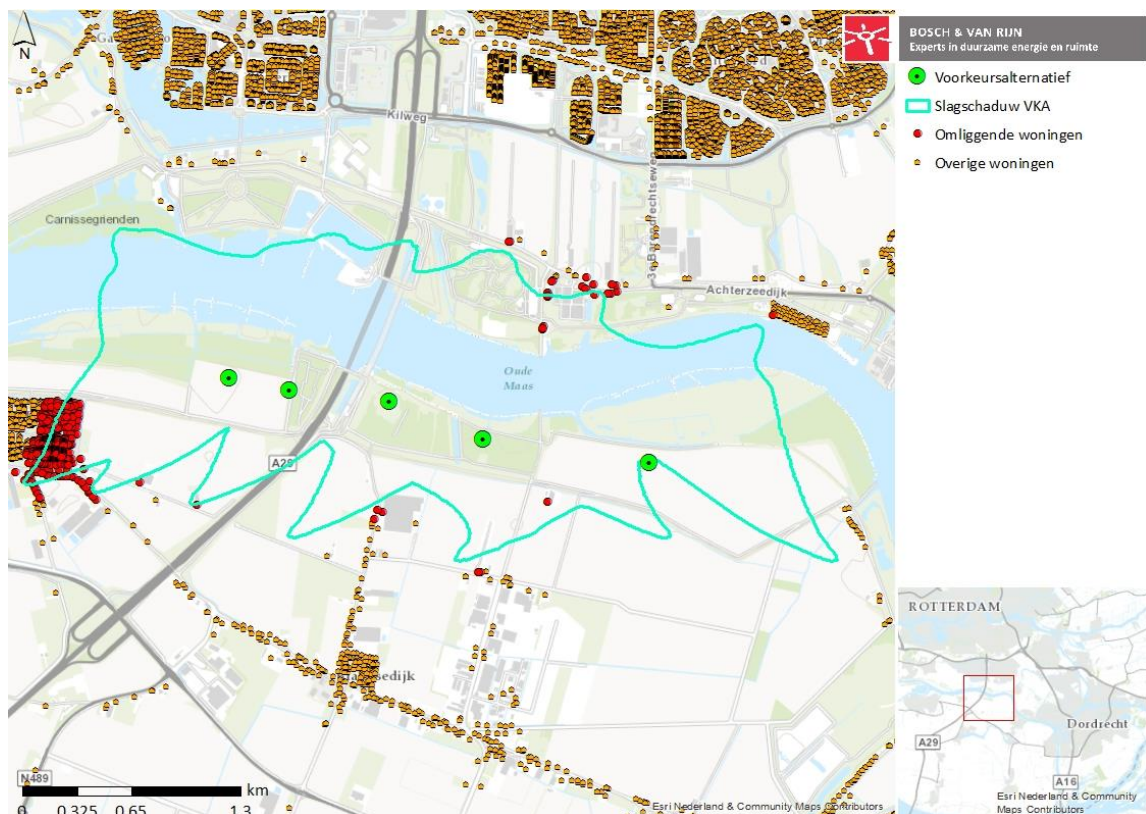 N
Kilweg
Carnissegrienden
3e Barendrechtseweg
Achterzeedijk
Oude
Maas
A29
N489
km
0 0.325 0.65 1.3
Esri Nederland & Community Maps Contributors
BOSCH & VAN RIJN
Experts in duurzame energie en ruimte
Voorkeursalternatief
Slagschaduw VKA
Omliggende woningen
Overige woningen
ROTTERDAM
Dordrecht
A29
A16
Esri Nederland & Community
Maps Contributors